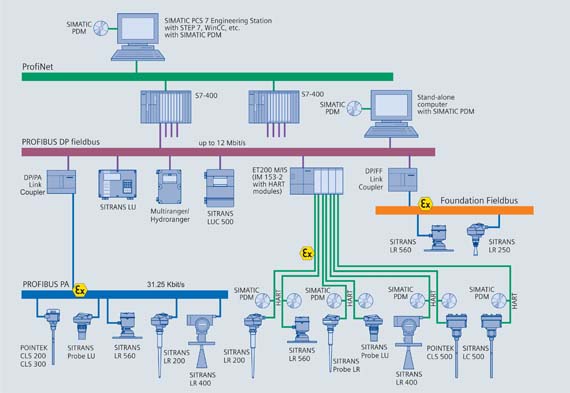 SIMATIC
PDM
SIMATIC PCS 7 Engineering Station
with STEP 7, WinCC, etc.
with SIMATIC PDM
ProfiNet
S7-400
S7-400
SIMATIC
PDM
Stand-alone
computer
with SIMATIC PDM
PROFIBUS DP fieldbus
up to 12 Mbit/s
DP/PA
Link
Coupler
SITRANS LU
Multiranger/
Hydroranger
SITRANS
LUC 500
ET200 M/IS
(IM 153-2
with HART
modules)
DP/FF
Link
Coupler
Ex
Foundation Fieldbus
SITRANS
LR 560
SITRANS
LR 250
Ex
PROFIBUS PA
Ex
31.25 Kbit/s
SIMATIC
PDM
SIMATIC
PDM
SIMATIC
PDM
SIMATIC
PDM
HART
HART
HART
HART
POINTEK
CLS 200
CLS 300
SITRANS
Probe LU
SITRANS
LR 560
SITRANS
LR 200
SITRANS
LR 400
SITRANS
LR 200
SITRANS
LR 560
SITRANS
Probe LR
SITRANS
Probe LU
SITRANS
LR 400
POINTEK
CLS 500
SITRANS
LC 500